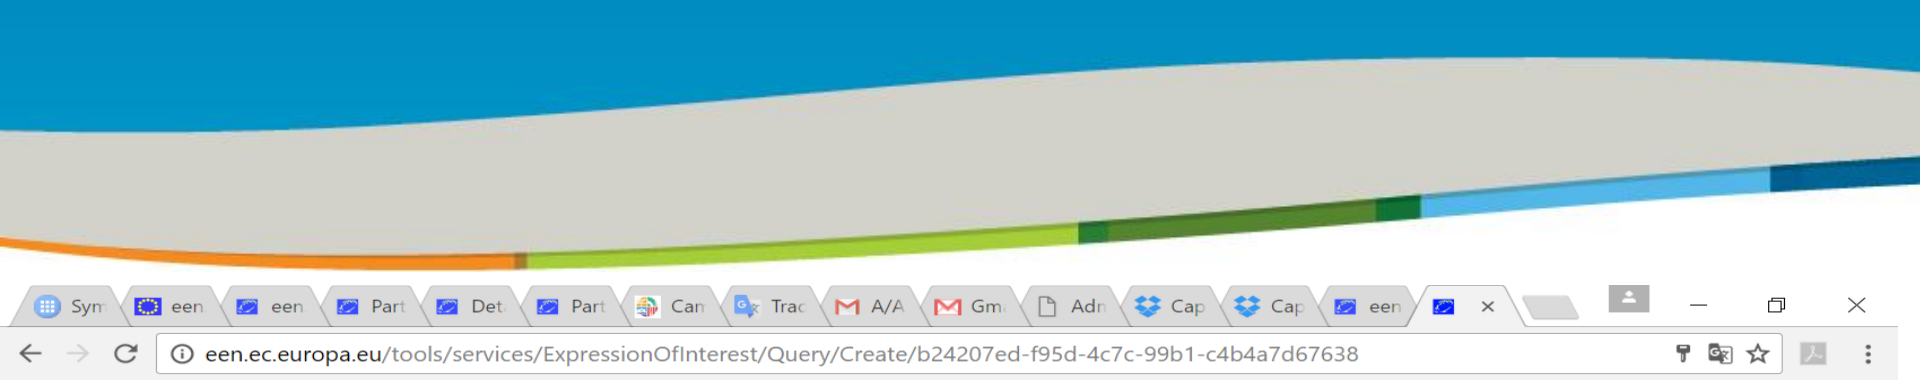 Sym een een Part Det Part Can Trac A/A Gm Adn Cap Cap een
een.ec.europa.eu/tools/services/ExpressionOfInterest/Query/Create/b24207ed-f95d-4c7c-99b1-c4b4a7d67638